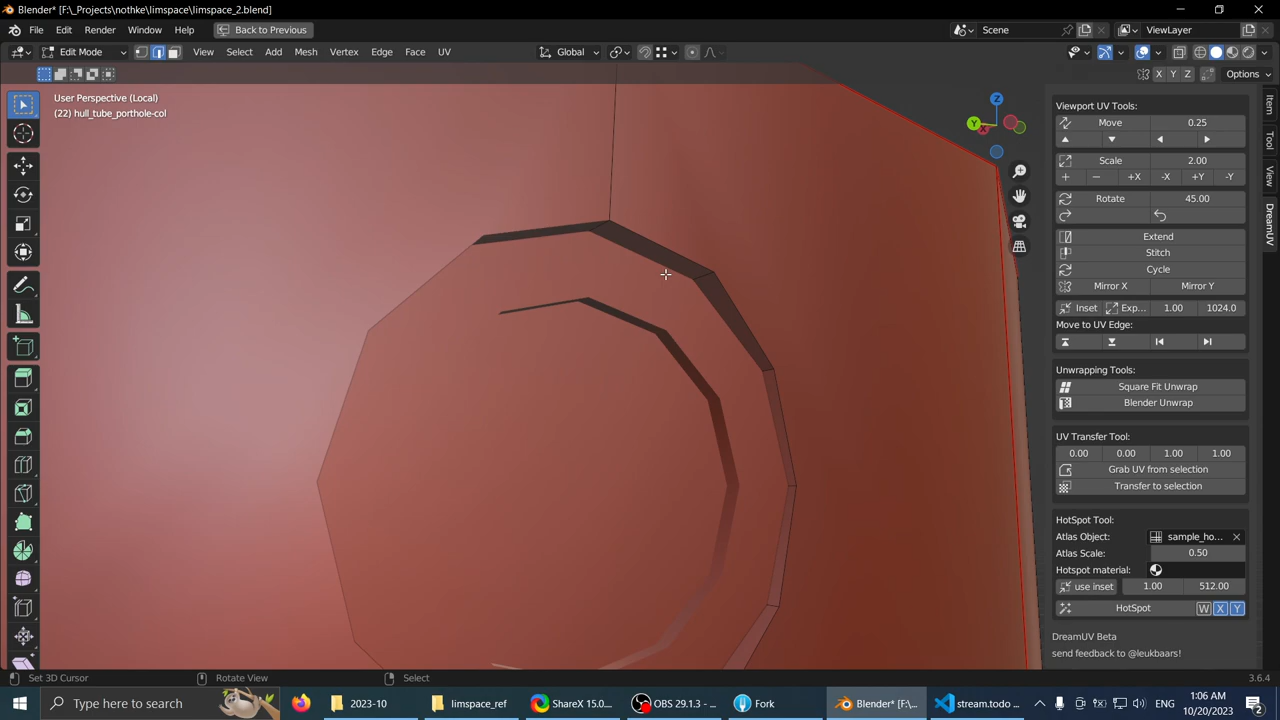 Blender* [F:\_Projects\nothke\limspace\limspace_2.blend]
File Edit Render Window Help Back to Previous Scene ViewLayer
Edit Mode View Select Add Mesh Vertex Edge Face UV Global
X Y Z Options
User Perspective (Local)
(22) hull_tube_porthole-col
Z
Y
X
Item
Tool
View
DreamUV
Viewport UV Tools:
Move 0.25
Scale 2.00
+ − +X -X +Y -Y
Rotate 45.00
Extend
Stitch
Cycle
Mirror X Mirror Y
Inset Exp... 1.00 1024.0
Move to UV Edge:
Unwrapping Tools:
Square Fit Unwrap
Blender Unwrap
UV Transfer Tool:
0.00 0.00 1.00 1.00
Grab UV from selection
Transfer to selection
HotSpot Tool:
Atlas Object: sample_ho...
Atlas Scale: 0.50
Hotspot material:
use inset 1.00 512.00
HotSpot W X Y
DreamUV Beta
send feedback to @leukbaars!
Set 3D Cursor Rotate View Select 3.6.4
Type here to search 2023-10 limspace_ref ShareX 15.0.... OBS 29.1.3 - ... Fork Blender* [F:\... stream.todo ... ENG 1:06 AM
10/20/2023